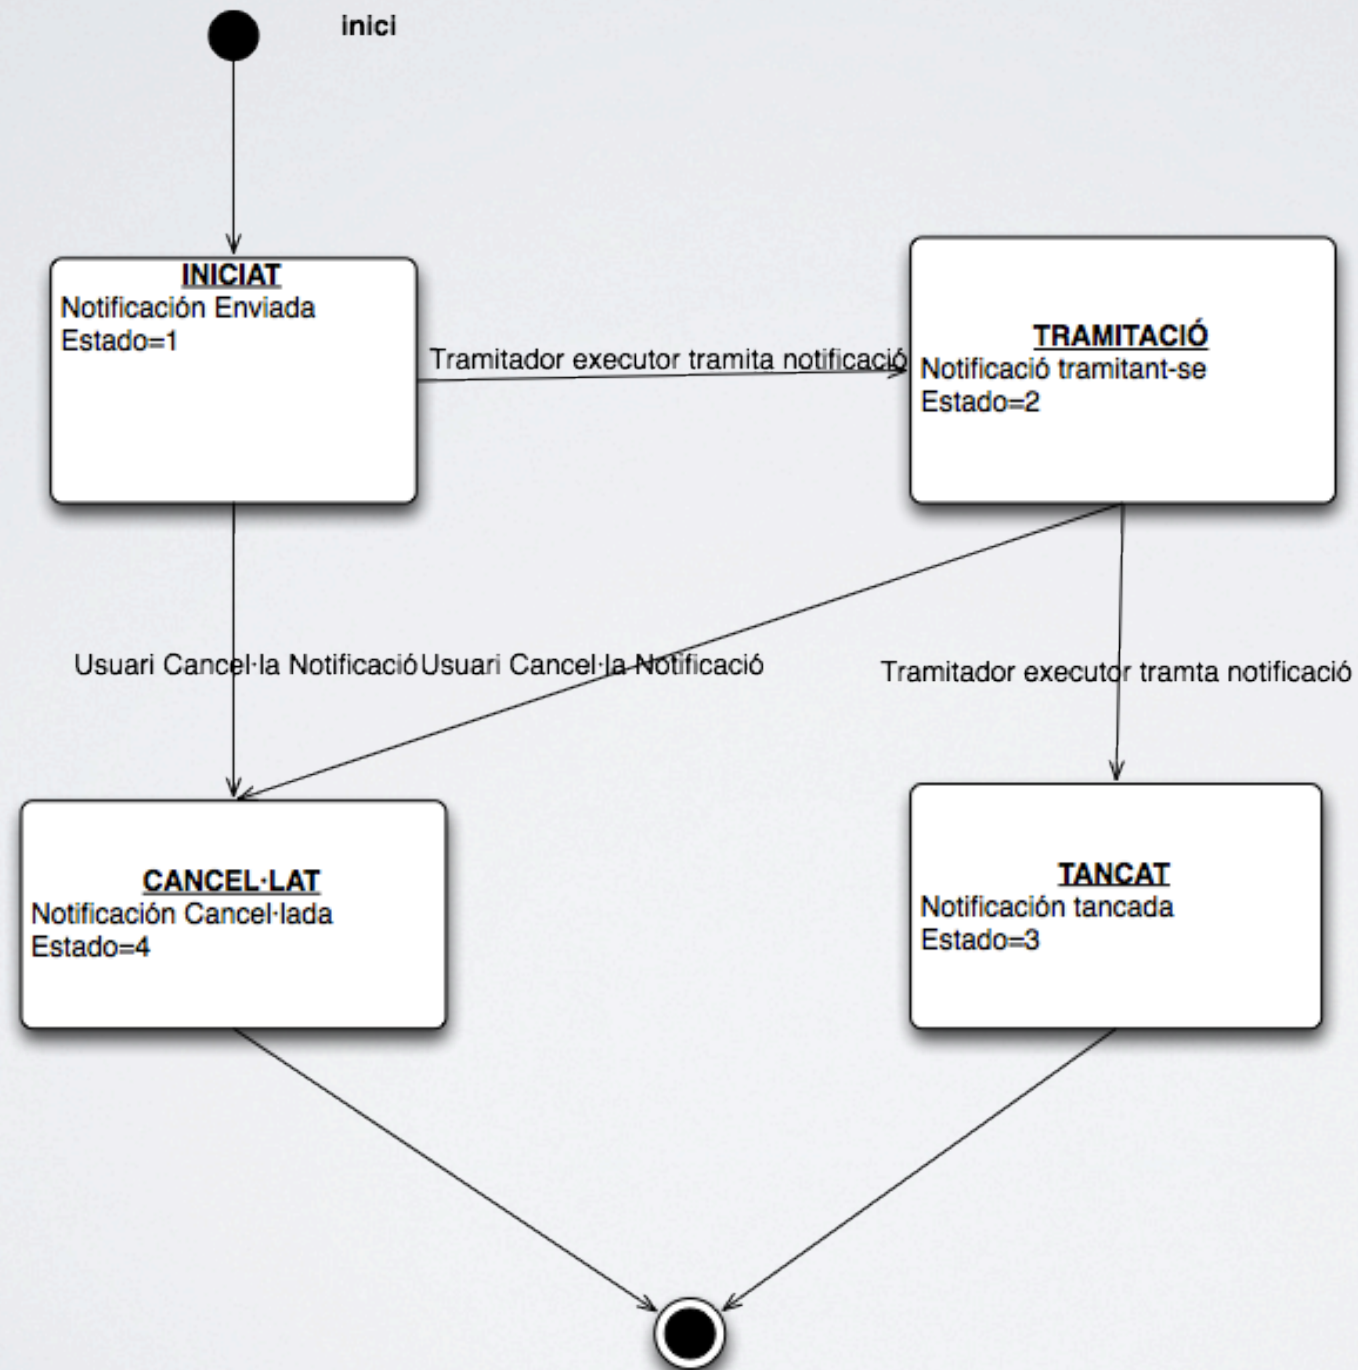 inici
INICIAT
Notificación Enviada
Estado=1
Tramitador executor tramita notificació
TRAMITACIÓ
Notificació tramitant-se
Estado=2
Usuari Cancel·la Notificació
Usuari Cancel·la Notificació
Tramitador executor tramta notificació
CANCEL·LAT
Notificación Cancel·lada
Estado=4
TANCAT
Notificación tancada
Estado=3